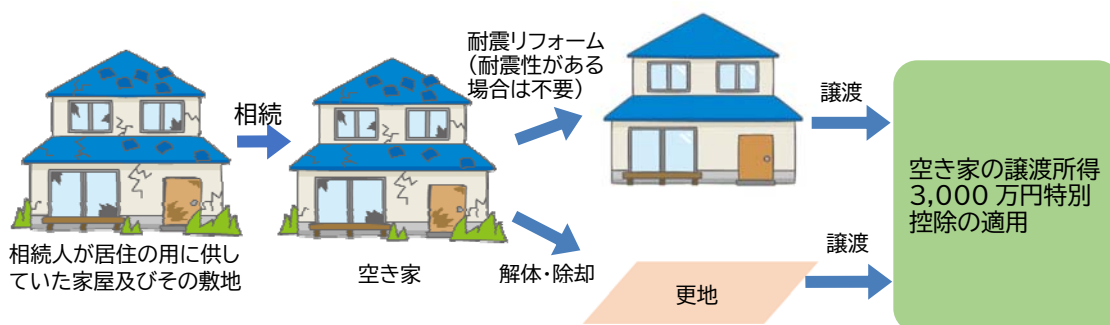 相続人が居住の用に供し
ていた家屋及びその敷地
相続
空き家
耐震リフォーム
(耐震性がある
場合は不要)
解体・除却
更地
譲渡
譲渡
空き家の譲渡所得
3,000 万円特別
控除の適用